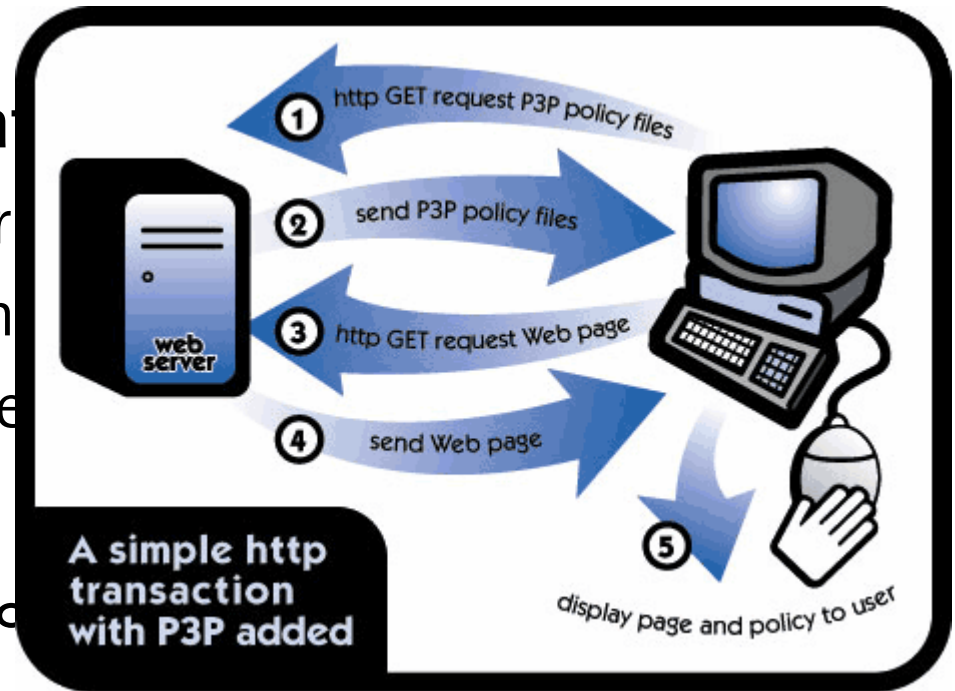 1 http GET request P3P policy files
2 send P3P policy files
3 http GET request Web page
web
server
4 send Web page
5
display page and policy to user
A simple http
transaction
with P3P added